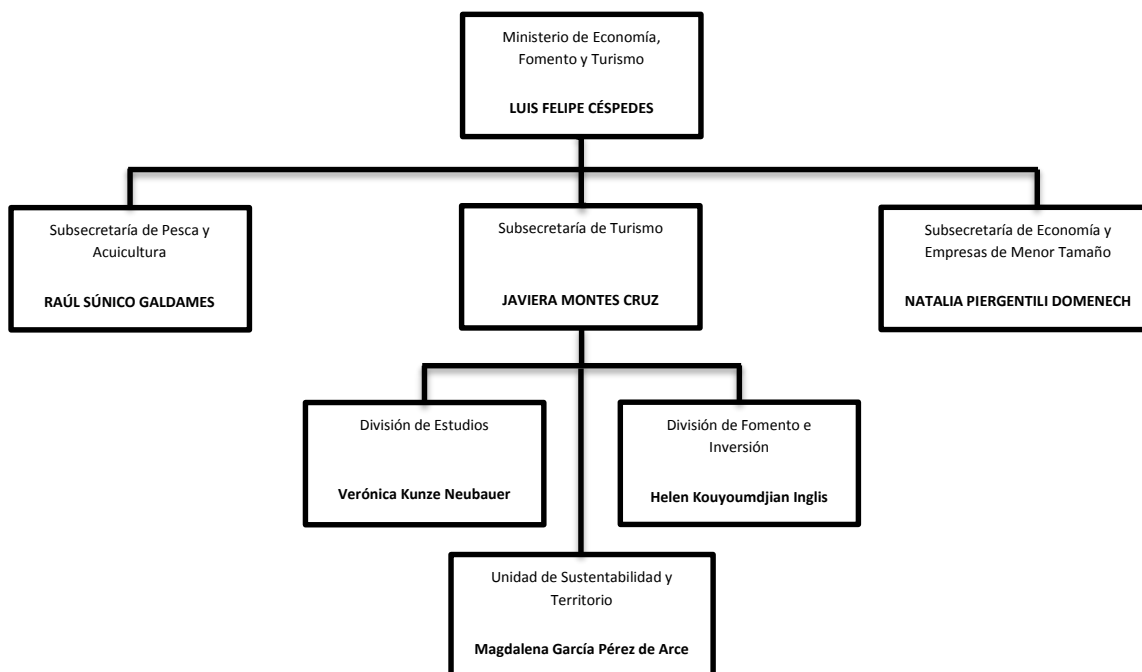 Ministerio de Economía,
Fomento y Turismo
LUIS FELIPE CÉSPEDES
Subsecretaría de Pesca y
Acuicultura
RAÚL SÚNICO GALDAMES
Subsecretaría de Turismo
JAVIERA MONTES CRUZ
Subsecretaría de Economía y
Empresas de Menor Tamaño
NATALIA PIERGENTILI DOMENECH
División de Estudios
Verónica Kunze Neubauer
División de Fomento e
Inversión
Helen Kouyoumdjian Inglis
Unidad de Sustentabilidad y
Territorio
Magdalena García Pérez de Arce